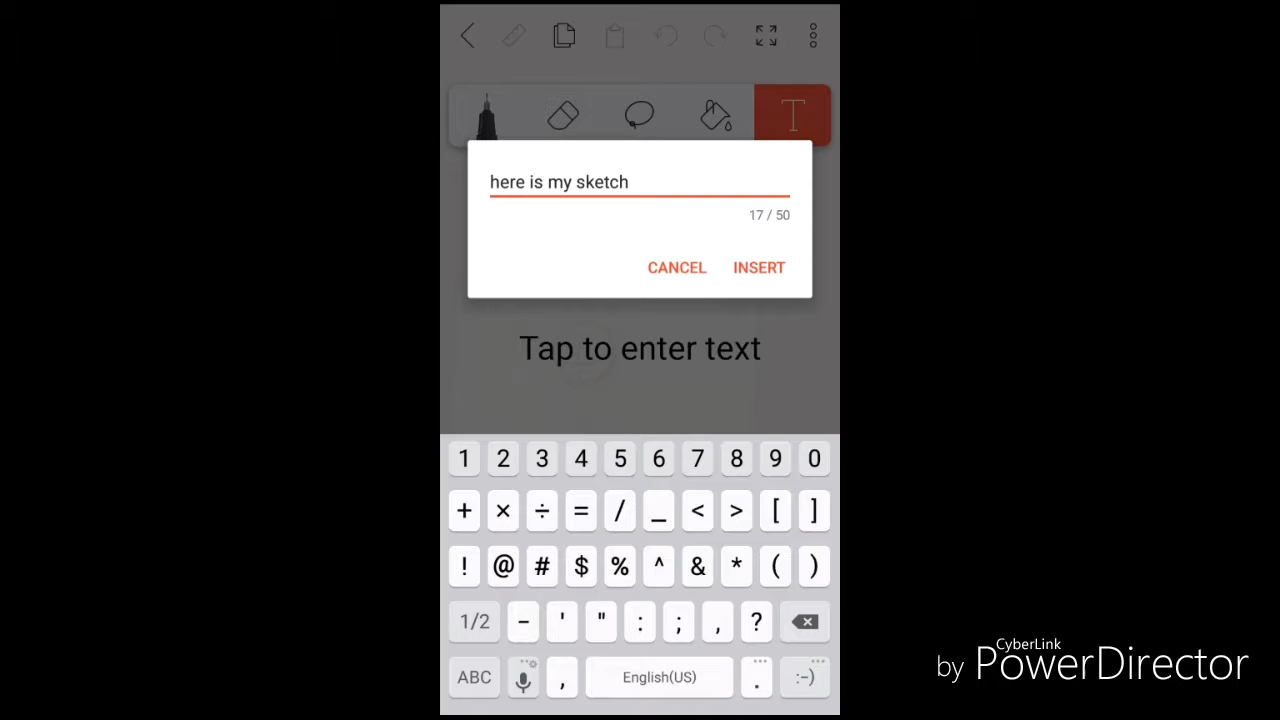 T
here is my sketch
17 / 50
CANCEL INSERT
Tap to enter text
1 2 3 4 5 6 7 8 9 0
+ × ÷ = / _ < > [ ]
! @ # $ % ^ & * ( )
1/2 - ' " : ; , ?
ABC , English(US) . :-)
by CyberLink PowerDirector